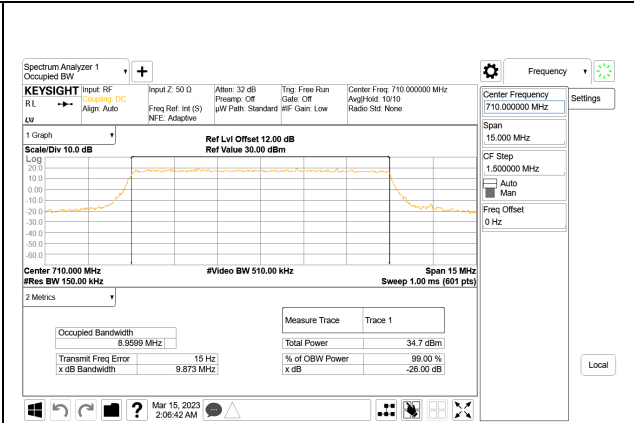 Spectrum Analyzer 1
Occupied BW
▼
+
Frequency
▼
KEYSIGHT
RL
LXI
Input: RF
Coupling: DC
Align: Auto
Input Z: 50 Ω
Freq Ref: Int (S)
NFE: Adaptive
Atten: 32 dB
Preamp: Off
µW Path: Standard
Trig: Free Run
Gate: Off
#IF Gain: Low
Center Freq: 710.000000 MHz
Avg|Hold: 10/10
Radio Std: None
Center Frequency
710.000000 MHz
Settings
Span
15.000 MHz
CF Step
1.500000 MHz
Auto
Man
Freq Offset
0 Hz
Local
1 Graph
▼
Scale/Div 10.0 dB
Ref Lvl Offset 12.00 dB
Ref Value 30.00 dBm
Log
20.0
10.0
0.00
-10.0
-20.0
-30.0
-40.0
-50.0
-60.0
Center 710.000 MHz
#Video BW 510.00 kHz
Span 15 MHz
#Res BW 150.00 kHz
Sweep 1.00 ms (601 pts)
2 Metrics
▼
Occupied Bandwidth
8.9599 MHz
Transmit Freq Error 15 Hz
x dB Bandwidth 9.873 MHz
Measure Trace Trace 1
Total Power 34.7 dBm
% of OBW Power 99.00 %
x dB -26.00 dB
?
Mar 15, 2023
2:06:42 AM